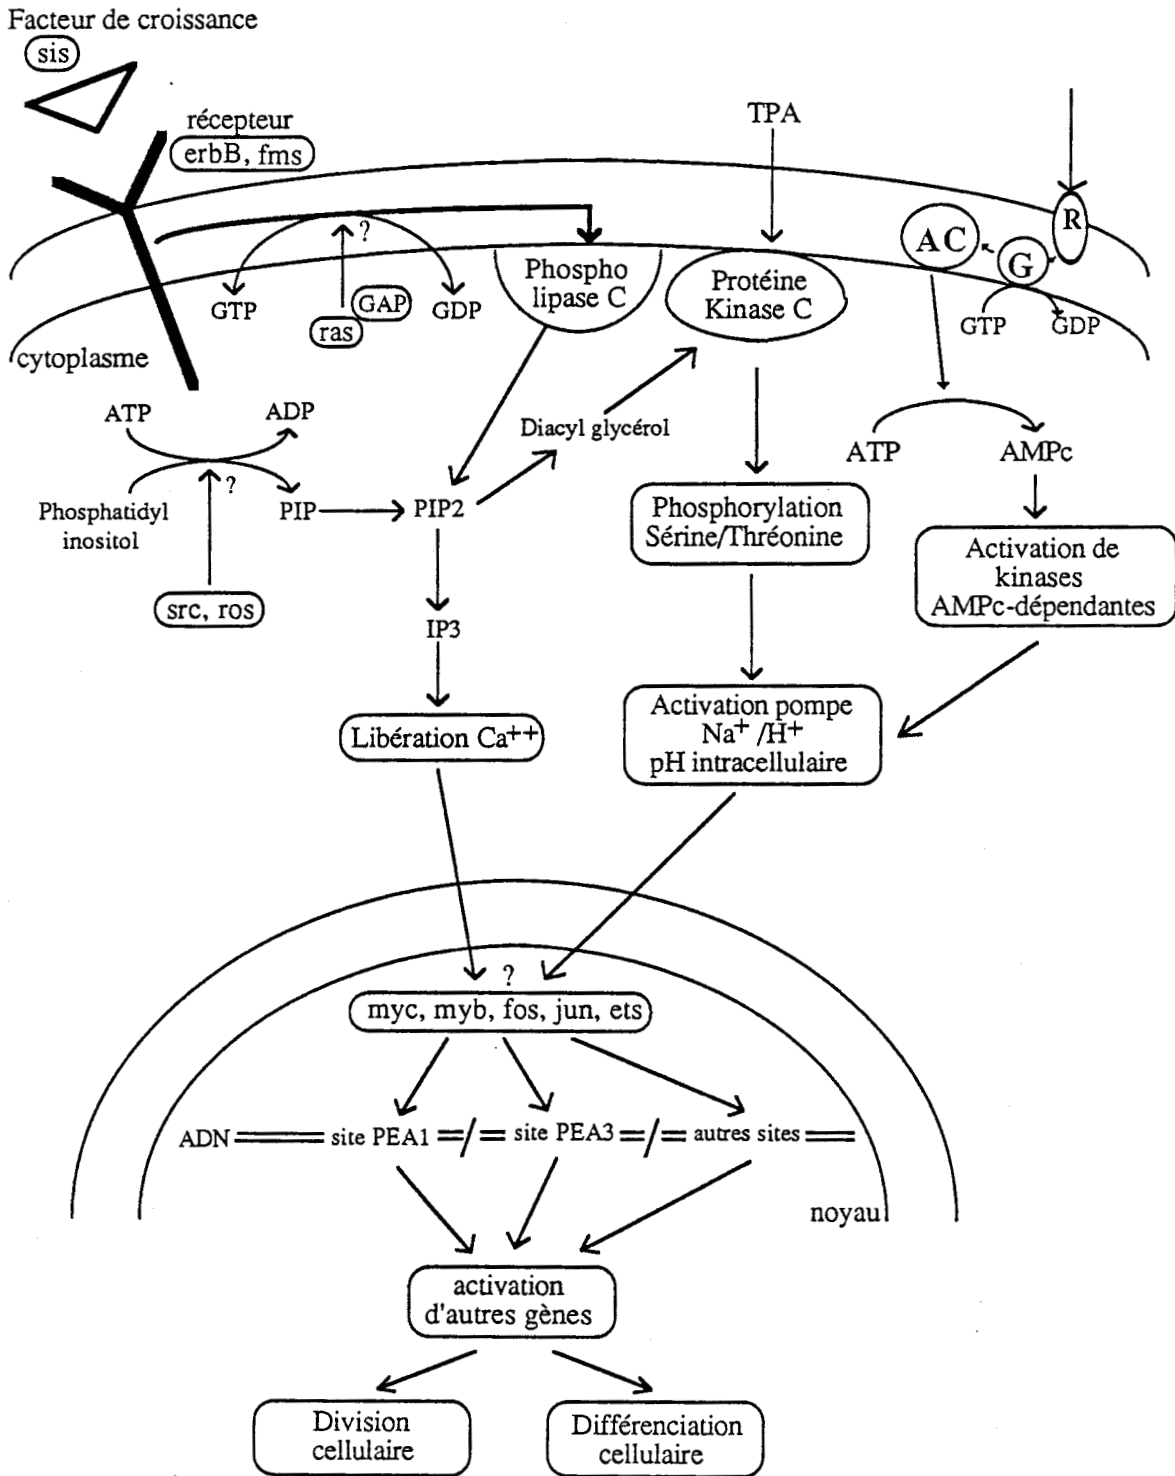 Facteur de croissance
sis
récepteur
erbB, fms
TPA
R
AC
G
Phospho
lipase C
Protéine
Kinase C
?
GTP
GAP
GDP
ras
GTP
GDP
cytoplasme
ATP
ADP
Diacyl glycérol
ATP
AMPc
?
Phosphatidyl
inositol
PIP
PIP2
Phosphorylation
Sérine/Thréonine
Activation de
kinases
AMPc-dépendantes
src, ros
IP3
Libération Ca++
Activation pompe
Na+ /H+
pH intracellulaire
?
myc, myb, fos, jun, ets
ADN == site PEA1 =/= site PEA3 =/= autres sites ==
noyau
activation
d'autres gènes
Division
cellulaire
Différenciation
cellulaire